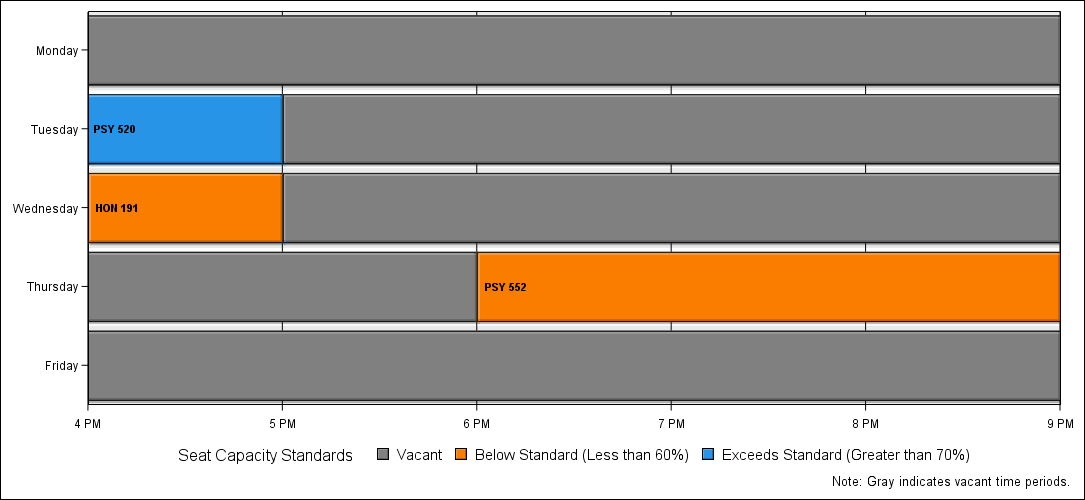 Monday
Tuesday
PSY 520
Wednesday
HON 191
Thursday
PSY 552
Friday
4 PM 5 PM 6 PM 7 PM 8 PM 9 PM
Seat Capacity Standards Vacant Below Standard (Less than 60%) Exceeds Standard (Greater than 70%)
Note: Gray indicates vacant time periods.